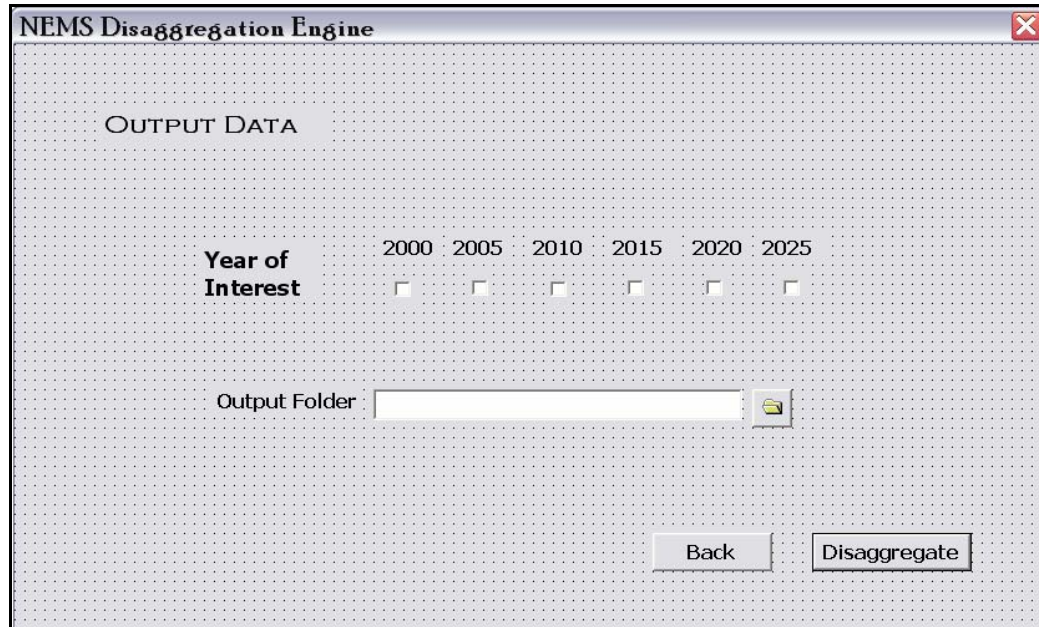 NEMS Disaggregation Engine
OUTPUT DATA
2000 2005 2010 2015 2020 2025
Year of
Interest
Output Folder
Back Disaggregate